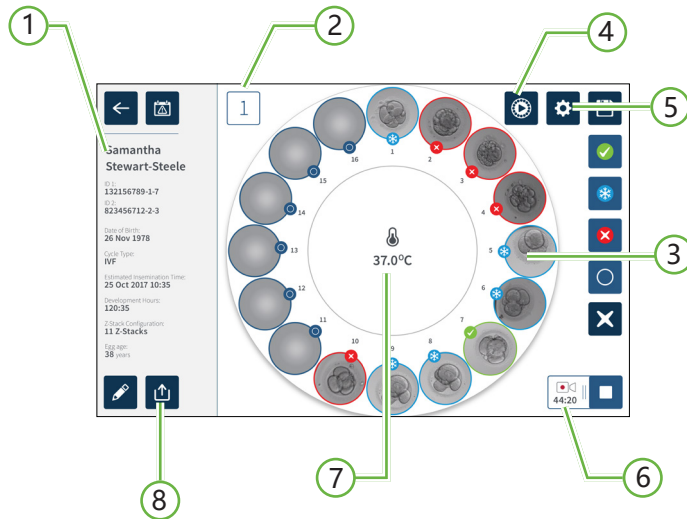 1
2
4
5
1
Samantha
Stewart-Steele
ID 1:
132156789-1-7
ID 2:
823456712-2-3
Date of Birth:
26 Nov 1978
Cycle Type:
IVF
Estimated Insemination Time:
25 Oct 2017 10:35
Development Hours:
120:35
Z-Stack Configuration:
11 Z-Stacks
Egg age:
38 years
16
1
2
15
3
14
4
13
5
3
37.0°C
12
6
11
7
10
9
8
44:20
8
7
6